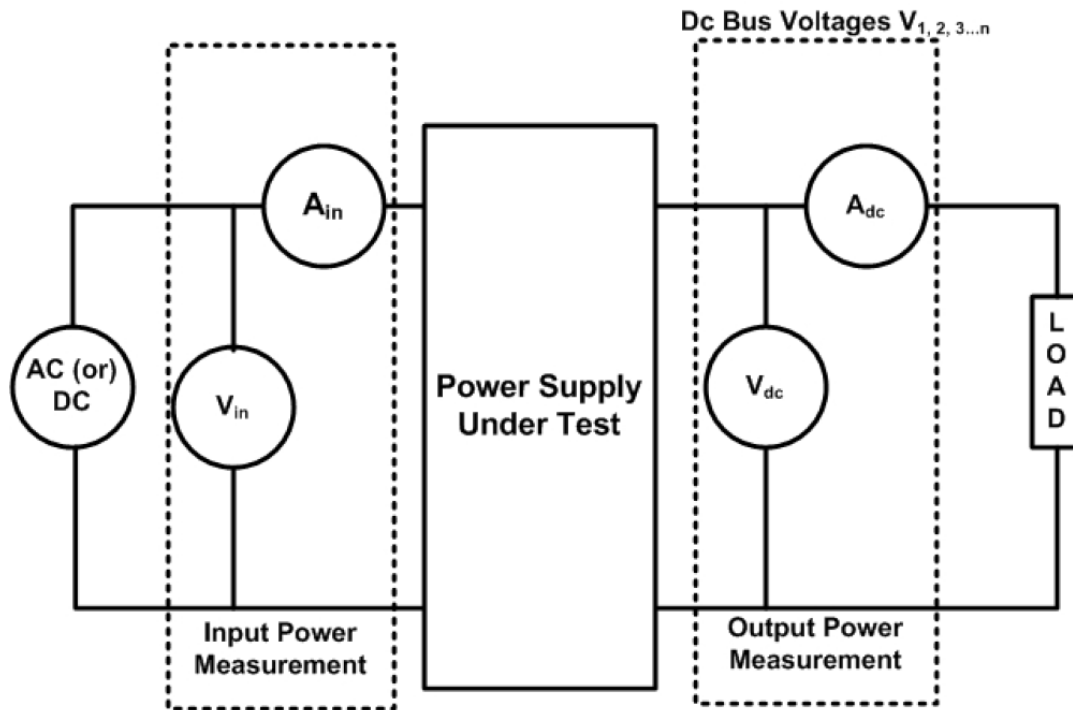 Dc Bus Voltages V1, 2, 3...n
Ain
Adc
AC (or)
DC
Vin
Power Supply
Under Test
Vdc
L
O
A
D
Input Power
Measurement
Output Power
Measurement